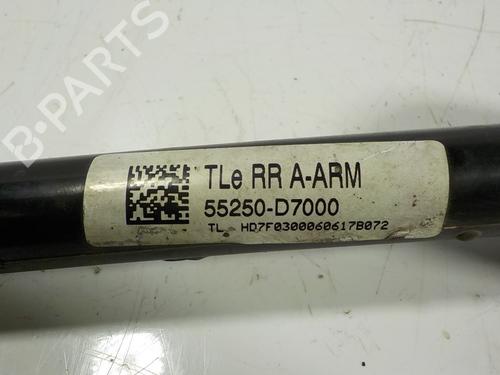 B-PARTS
TLe RR A-ARM
55250-D7000
TL HD7F0300060617B072